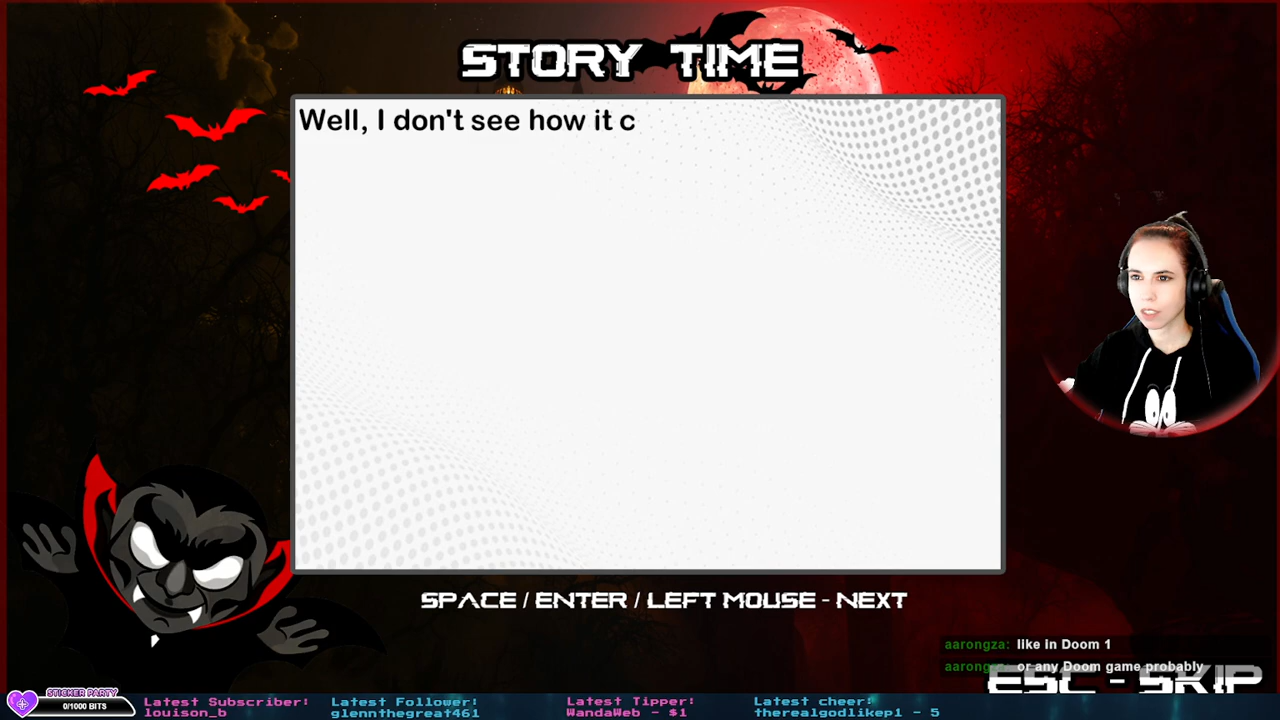 STORY TIME
Well, I don't see how it c
SPACE / ENTER / LEFT MOUSE - NEXT
aarongza: like in Doom 1
or any Doom game probably
ESC - SKIP
STICKER PARTY
0/1000 BITS
Latest Subscriber:
louison_b
Latest Follower:
glennthegreat461
Latest Tipper:
WandaWeb - $1
Latest cheer:
therealgodlikep1 - 5